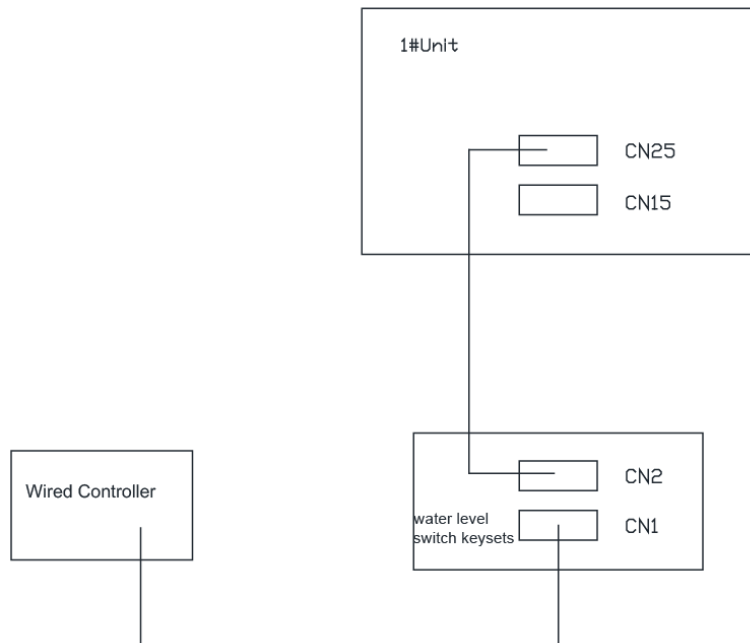 1#Unit
CN25
CN15
Wired Controller
CN2
water level
switch keysets
CN1